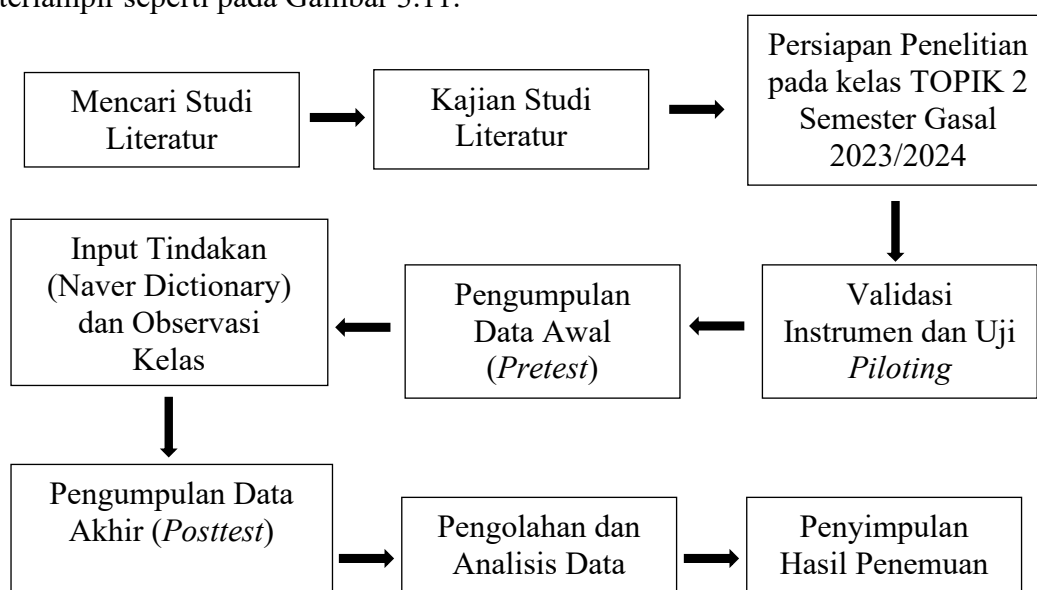 terlampir seperti pada Gambar 3.11.
Mencari Studi
Literatur
Kajian Studi
Literatur
Persiapan Penelitian
pada kelas TOPIK 2
Semester Gasal
2023/2024
Validasi
Instrumen dan Uji
Piloting
Pengumpulan
Data Awal
(Pretest)
Input Tindakan
(Naver Dictionary)
dan Observasi
Kelas
Pengumpulan Data
Akhir (Posttest)
Pengolahan dan
Analisis Data
Penyimpulan
Hasil Penemuan